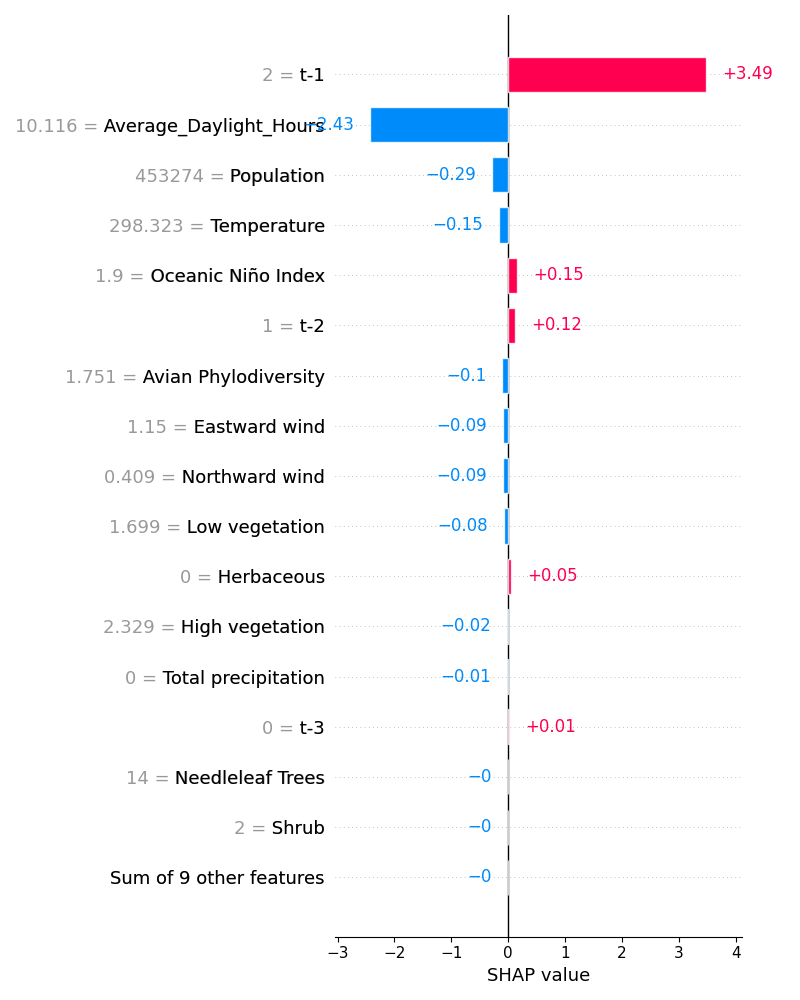 2 = t-1 +3.49
10.116 = Average_Daylight_Hours −2.43
453274 = Population −0.29
298.323 = Temperature −0.15
1.9 = Oceanic Niño Index +0.15
1 = t-2 +0.12
1.751 = Avian Phylodiversity −0.1
1.15 = Eastward wind −0.09
0.409 = Northward wind −0.09
1.699 = Low vegetation −0.08
0 = Herbaceous +0.05
2.329 = High vegetation −0.02
0 = Total precipitation −0.01
0 = t-3 +0.01
14 = Needleleaf Trees −0
2 = Shrub −0
Sum of 9 other features −0
−3 −2 −1 0 1 2 3 4
SHAP value